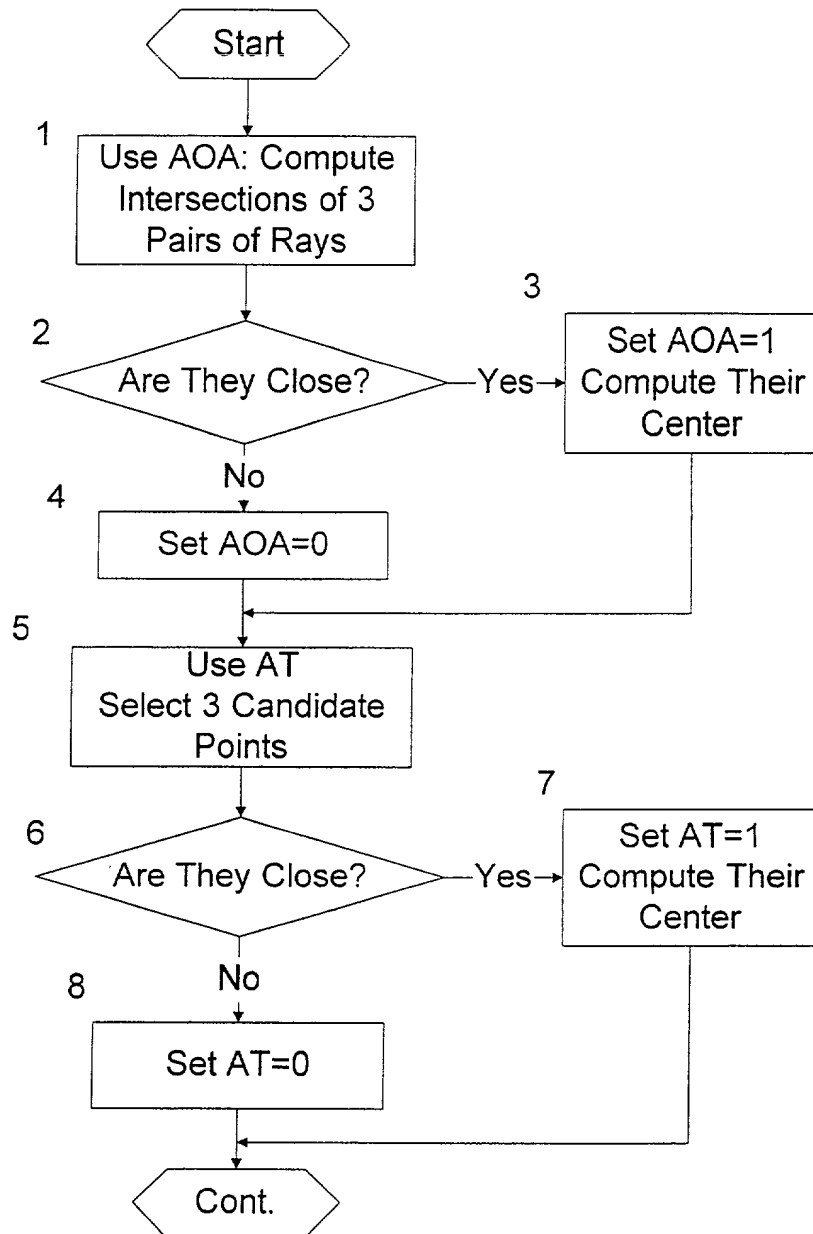 Start
1
Use AOA: Compute
Intersections of 3
Pairs of Rays
2
Are They Close?
Yes
3
Set AOA=1
Compute Their
Center
No
4
Set AOA=0
5
Use AT
Select 3 Candidate
Points
6
Are They Close?
Yes
7
Set AT=1
Compute Their
Center
No
8
Set AT=0
Cont.